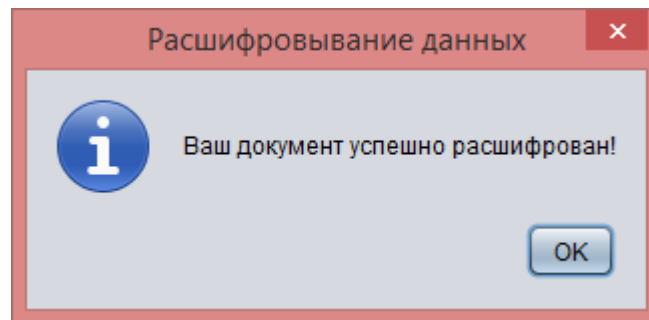 Расшифровывание данных
Ваш документ успешно расшифрован!
OK